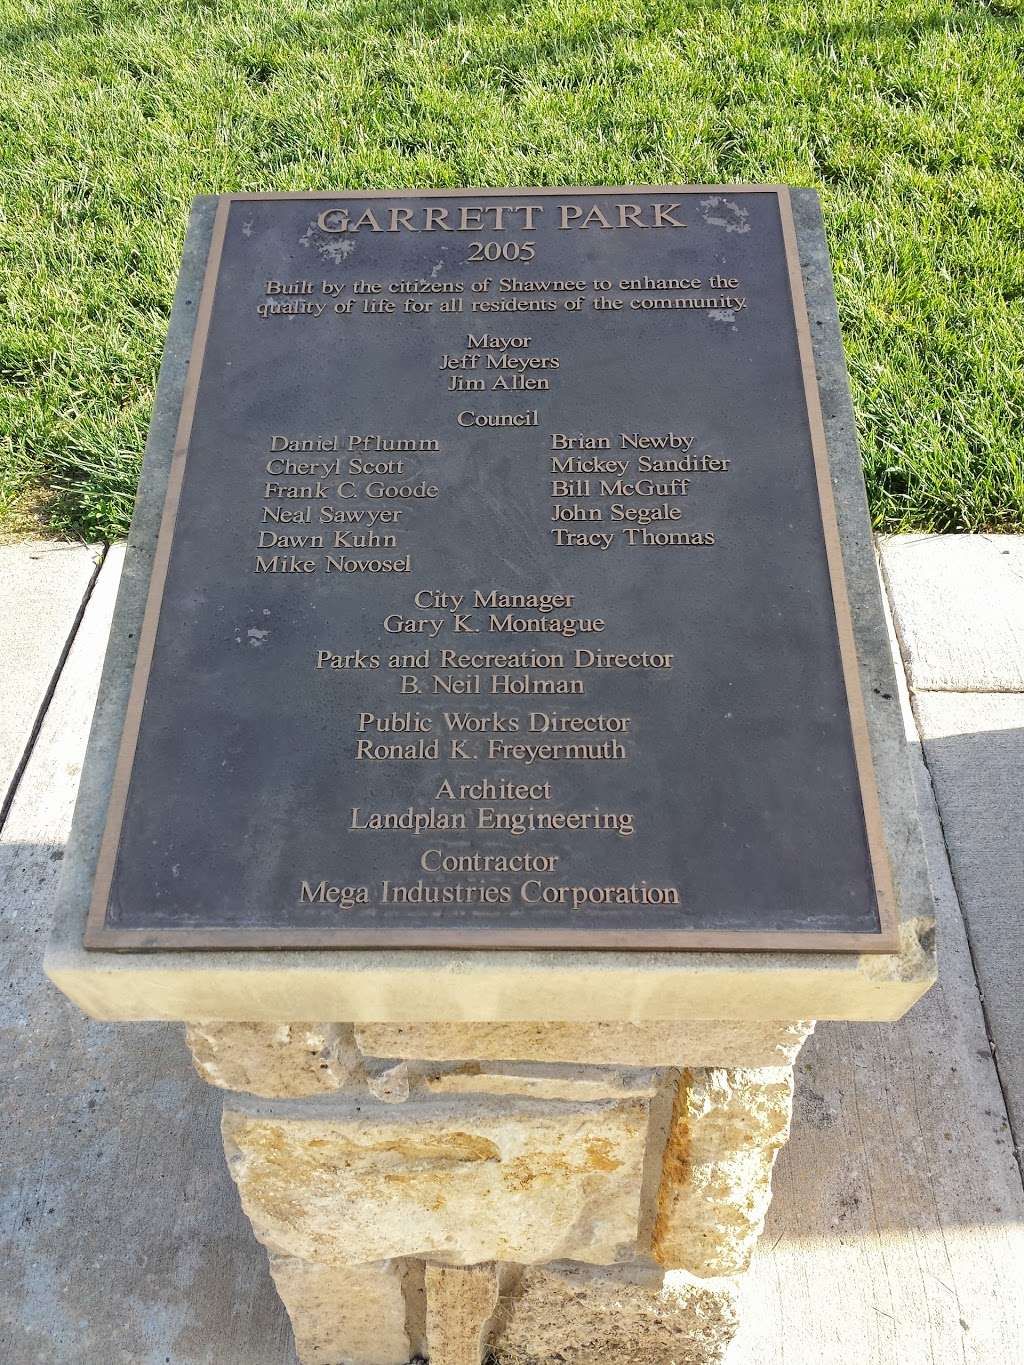 GARRETT PARK
2005
Built by the citizens of Shawnee to enhance the
quality of life for all residents of the community.
Mayor
Jeff Meyers
Jim Allen
Council
Daniel Pflumm
Cheryl Scott
Frank C. Goode
Neal Sawyer
Dawn Kuhn
Mike Novosel
Brian Newby
Mickey Sandifer
Bill McGuff
John Segale
Tracy Thomas
City Manager
Gary K. Montague
Parks and Recreation Director
B. Neil Holman
Public Works Director
Ronald K. Freyermuth
Architect
Landplan Engineering
Contractor
Mega Industries Corporation